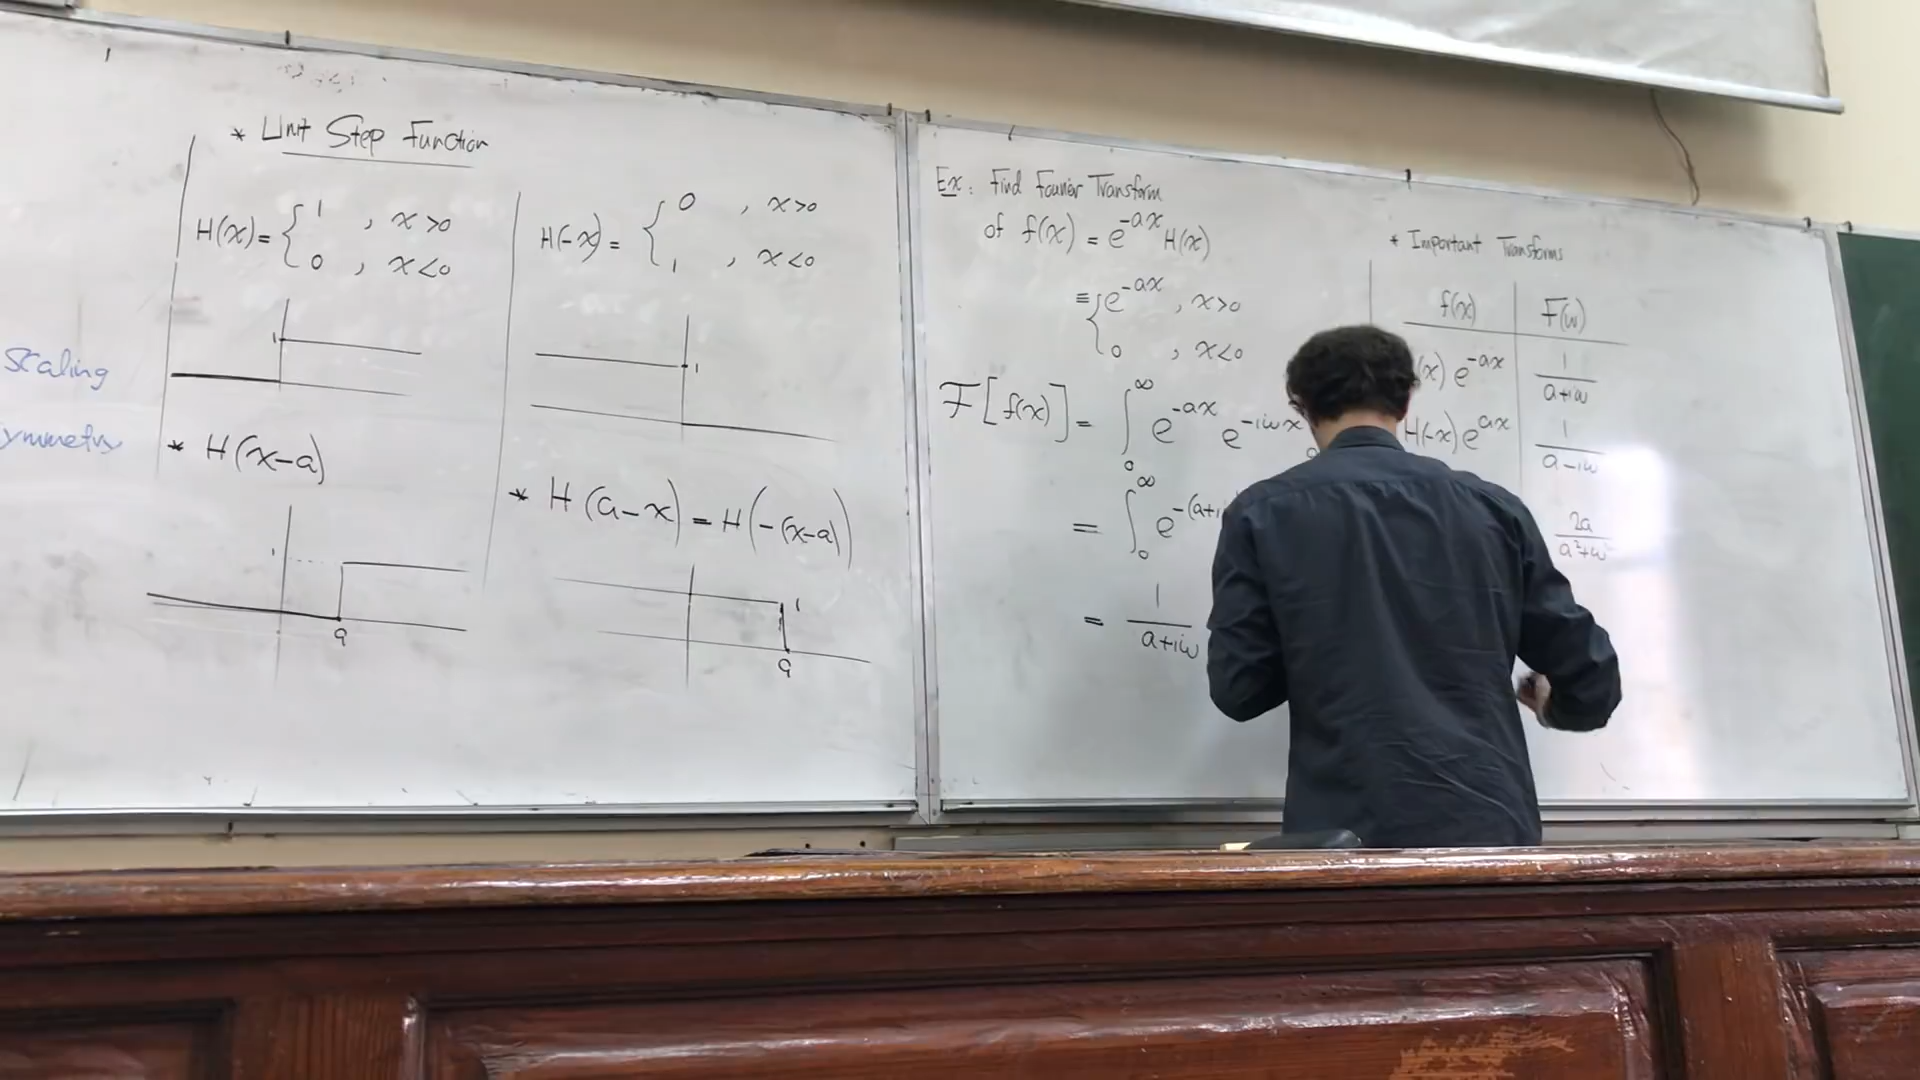 * Unit Step Function
H(x) = { 1 , x>0
0 , x<0
H(-x) = { 0 , x>0
1 , x<0
1
1
Scaling
* H(x-a)
1
a
* H(a-x) = H(-(x-a))
1
a
Ex: Find Fourier Transform
of f(x) = e^{-ax} H(x)
≡ { e^{-ax} , x>0
0 , x<0
F[f(x)] = ∫_0^∞ e^{-ax} e^{-iωx}
= ∫_0^∞ e^{-(a+i
= 1/(a+iω)
* Important Transforms
f(x) F(ω)
(x) e^{-ax} 1/(a+iω)
H(-x) e^{ax} 1/(a-iω)
2a/(a²+ω²)